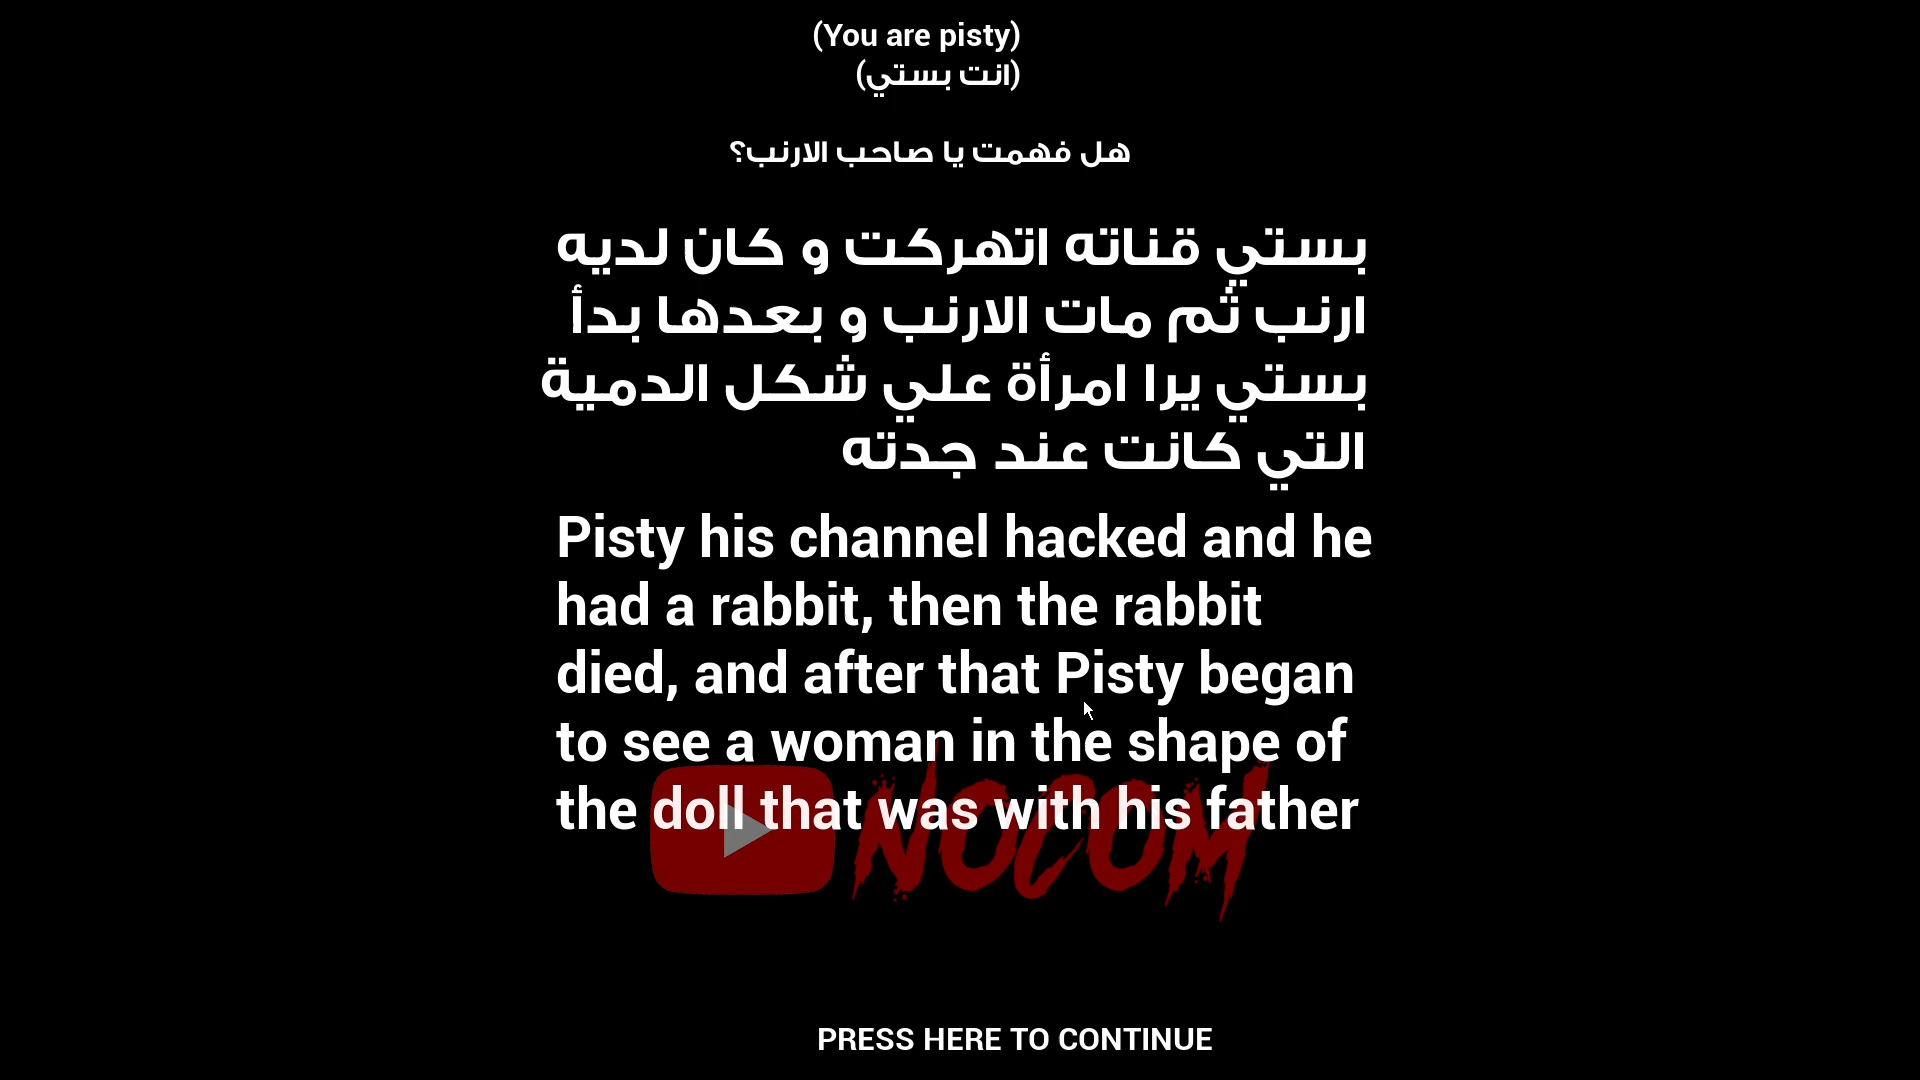 (You are pisty)
(انت بستي)
هل فهمت يا صاحب الارنب؟
بستي قناته اتهركت و كان لديه
ارنب ثم مات الارنب و بعدها بدأ
بستي يرا امرأة علي شكل الدمية
التي كانت عند جدته
Pisty his channel hacked and he
had a rabbit, then the rabbit
died, and after that Pisty began
to see a woman in the shape of
the doll that was with his father
NOCOM
PRESS HERE TO CONTINUE